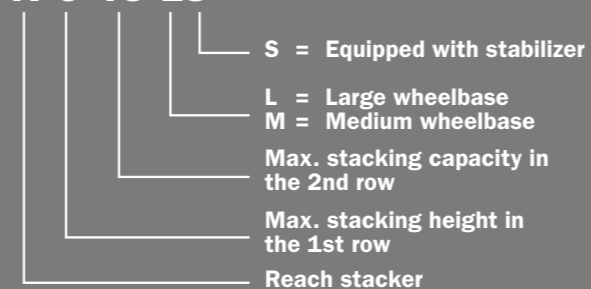 S = Equipped with stabilizer
L = Large wheelbase
M = Medium wheelbase
Max. stacking capacity in
the 2nd row
Max. stacking height in
the 1st row
Reach stacker